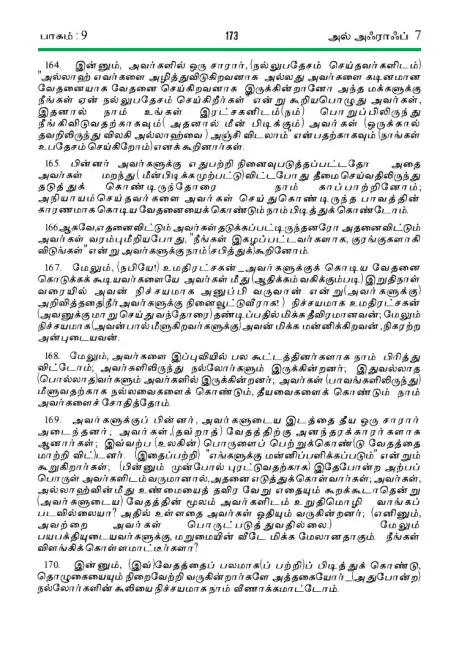 பாகம் : 9 173 அல் அஃராஃப் 7
164. இன்னும், அவர்களில் ஒரு சாரார், (நல்லுபதேசம் செய்தவர்களிடம்)
"அல்லாஹ் எவர்களை அழித்துவிடுகிறவனாக அல்லது அவர்களை கடினமான
வேதனையாக வேதனை செய்கிறவனாக இருக்கின்றானோ அந்த மக்களுக்கு
நீங்கள் ஏன் நல்லுபதேசம் செய்கிறீர்கள்" என்று கூறியபொழுது அவர்கள்,
இதனால் நாம் உங்கள் இரட்சகனிடம்(நம்) பொறுப்பிலிருந்து
நீங்கிவிடுவதற்காகவும்,( அதனால் மீன் பிடிக்கும்) அவர்கள் (ஒருக்கால்
தவறிலிருந்து விலகி அல்லாஹ்வை) அஞ்சி விடலாம்" என்பதற்காகவும் (நாங்கள்
உபதேசம் செய்கிறோம்)எனக் கூறினார்கள்.
165. பின்னர் அவர்களுக்கு எதுபற்றி நினைவுபடுத்தப்பட்டதோ அதை
அவர்கள் மறந்து( மீன்பிடிக்கமுற்பட்டு)விட்டபோது தீமை செய்வதிலிருந்து
தடுத்துக் கொண்டிருந்தோரை நாம் காப்பாற்றினோம்;
அநியாயம்செய்தவர்களை அவர்கள் செய்துகொண்டிருந்த பாவத்தின்
காரணமாககொடிய வேதனையைக்கொண்டும்நாம்பிடித்துக்கொண்டோம்.
166.ஆகவே,எதனைவிட்டும் அவர்கள்தடுக்கப்பட்டிருந்தனரோ அதனைவிட்டும்
அவர்கள் வரம்புமீறியபோது, "நீங்கள் இகழப்பட்டவர்களாக, குரங்குகளாகி
விடுங்கள்"என்று அவர்களுக்கு நாம்(சபித்துக்)கூறினோம்.
167. மேலும், (நபியே!) உமதிரட்சகன்_அவர்களுக்குக் கொடிய வேதனை
கொடுக்கக் கூடியவர்களையே அவர்கள் மீது(ஆதிக்கம் வகிக்கும்படி) இறுதிநாள்
வரையில் அவன் நிச்சயமாக அனுப்பி வருவான் என்று(அவர்களுக்கு)
அறிவித்ததை(நீர்அவர்களுக்கு நினைவூட்டுவீராக! ) நிச்சயமாக உமதிரட்சகன்
(அவனுக்குமாறுசெய்து வந்தோரை)தண்டிப்பதில்மிக்கதீவிரமானவன்;மேலும்
நிச்சயமாக(அவன்பால்மீளுகிறவர்களுக்கு)அவன் மிக்க மன்னிக்கிறவன்,நிகரற்ற
அன்புடையவன்.
168. மேலும், அவர்களை இப்புவியில் பல கூட்டத்தினர்களாக நாம் பிரித்து
விட்டோம்; அவர்களிலிருந்து நல்லோர்களும் இருக்கின்றனர்; இதுவல்லாத
(பொல்லாத)வர்களும் அவர்களில் இருக்கின்றனர்; அவர்கள் (பாவங்களிலிருந்து)
மீளுவதற்காக நல்லவைகளைக் கொண்டும், தீயவைகளைக் கொண்டும் நாம்
அவர்களைச் சோதித்தோம்.
169. அவர்களுக்குப் பின்னர், அவர்களுடைய இடத்தை தீய ஒரு சாரார்
அடைந்தனர், அவர்கள்,(தவ்றாத்) வேதத்திற்கு அனந்தரக்காரர்களாக
ஆனார்கள்; இவ்வற்ப (உலகின்) பொருளைப் பெற்றுக்கொண்(டு வேதத்தை
மாற்றி விட்)டனர். (இதைப்பற்றி) "எங்களுக்கு மன்னிப்பளிக்கப்படும்" என்றும்
கூறுகிறார்கள்; (பின்னும் முன்போல் புரட்டுவதற்காக) இதேபோன்ற அற்பப்
பொருள் அவர்களிடம்வருமானால்,அதனைஎடுத்துக்கொள்வார்கள்;அவர்கள்,
அல்லாஹ்வின்மீது உண்மையைத் தவிர வேறு எதையும் கூறக்கூடாதென்று
(அவர்களுடைய) வேதத்தின் மூலம் அவர்களிடம் உறுதிமொழி வாங்கப்
படவில்லையா? அதில் உள்ளதை அவர்கள் ஓதியும் வருகின்றனர்; (எனினும்,
அவற்றை அவர்கள் பொருட்படுத்துவதில்லை.) மேலும்
பயபக்தியுடையவர்களுக்கு, மறுமையின் வீடே மிக்க மேலானதாகும். நீங்கள்
விளங்கிக்கொள்ளமாட்டீர்களா?
170. இன்னும், (இவ்)வேதத்தைப் பலமாக(ப் பற்றி)ப் பிடித்துக் கொண்டு,
தொழுகையையும் நிறைவேற்றி வருகின்றார்களே அத்தகையோர்_(அதுபோன்ற)
நல்லோர்களின் கூலியை நிச்சயமாக நாம் வீணாக்கமாட்டோம்.